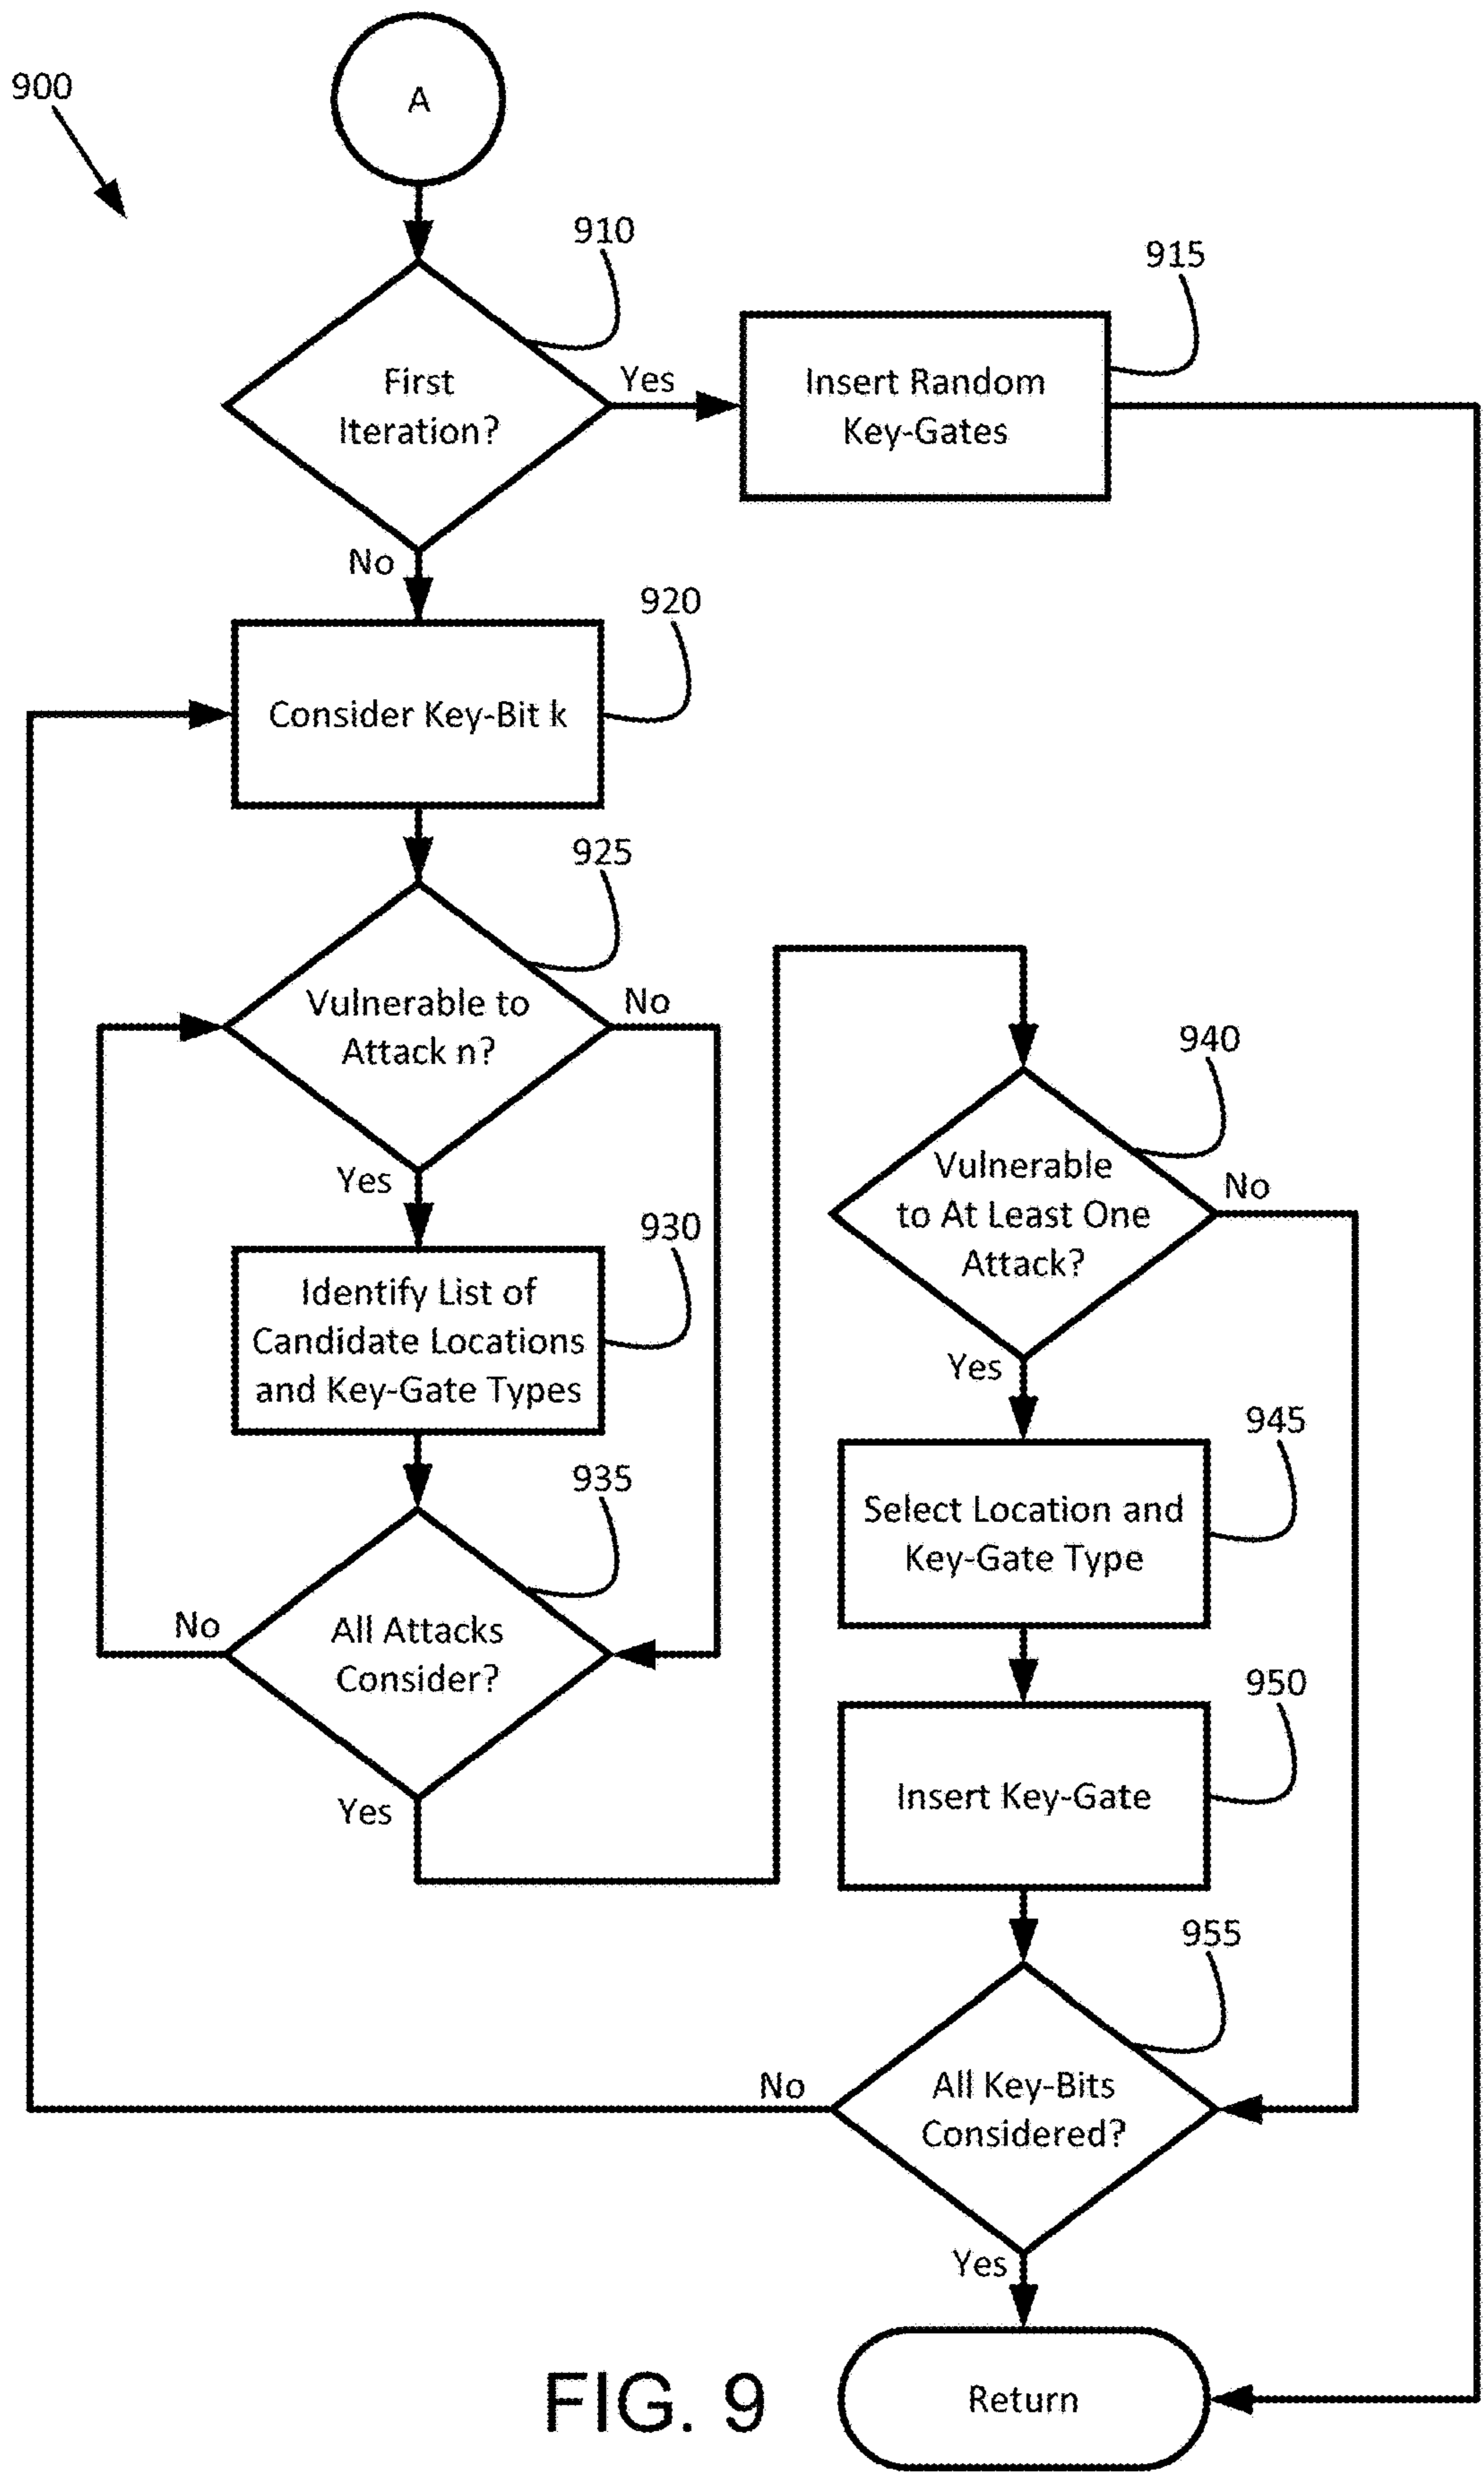 900
A
910
915
First
Iteration?
Yes
Insert Random
Key-Gates
No
920
Consider Key-Bit k
925
Vulnerable to
Attack n?
No
Yes
930
Identify List of
Candidate Locations
and Key-Gate Types
935
All Attacks
Consider?
No
Yes
940
Vulnerable
to At Least One
Attack?
No
Yes
945
Select Location and
Key-Gate Type
950
Insert Key-Gate
955
All Key-Bits
Considered?
No
Yes
Return
FIG. 9